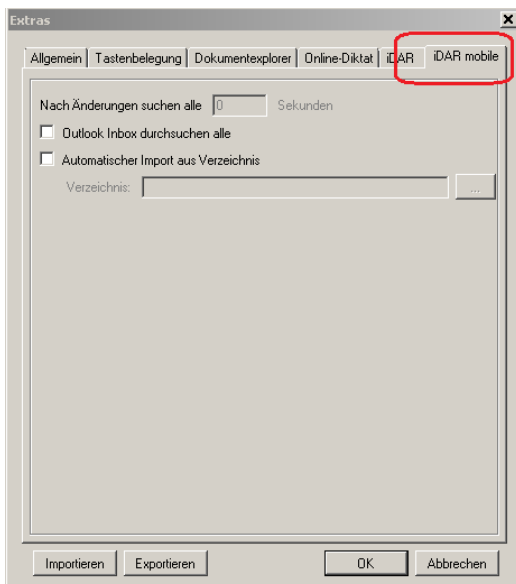 Extras
Allgemein Tastenbelegung Dokumentexplorer Online-Diktat iDAR iDAR mobile
Nach Änderungen suchen alle 0 Sekunden
Outlook Inbox durchsuchen alle
Automatischer Import aus Verzeichnis
Verzeichnis: ...
Importieren Exportieren OK Abbrechen